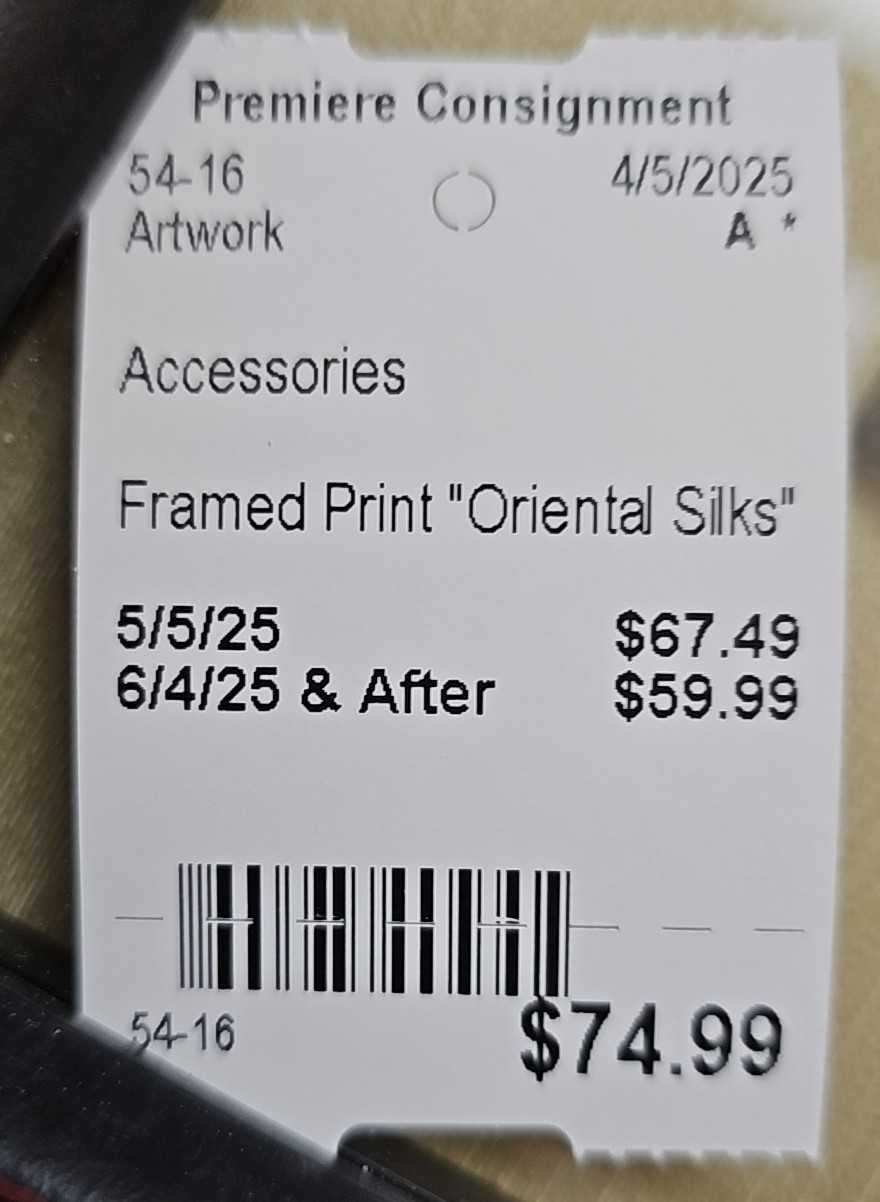 Premiere Consignment
54-16 4/5/2025
Artwork A *
Accessories
Framed Print "Oriental Silks"
5/5/25 $67.49
6/4/25 & After $59.99
54-16 $74.99